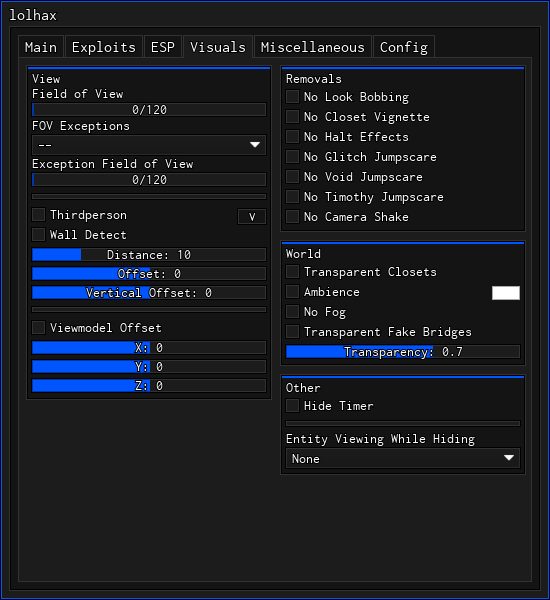 lolhax
Main Exploits ESP Visuals Miscellaneous Config
View
Field of View
0/120
FOV Exceptions
--
Exception Field of View
0/120
Thirdperson V
Wall Detect
Distance: 10
Offset: 0
Vertical Offset: 0
Viewmodel Offset
X: 0
Y: 0
Z: 0
Removals
No Look Bobbing
No Closet Vignette
No Halt Effects
No Glitch Jumpscare
No Void Jumpscare
No Timothy Jumpscare
No Camera Shake
World
Transparent Closets
Ambience
No Fog
Transparent Fake Bridges
Transparency: 0.7
Other
Hide Timer
Entity Viewing While Hiding
None